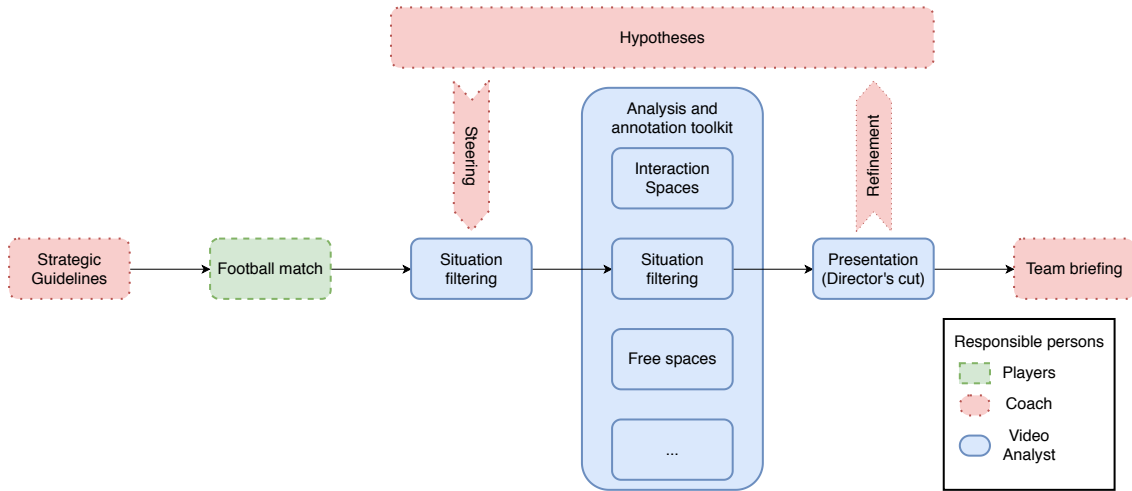 Hypotheses
Steering
Analysis and
annotation toolkit
Refinement
Interaction
Spaces
Strategic
Guidelines
Football match
Situation
filtering
Situation
filtering
Presentation
(Director's cut)
Team briefing
Free spaces
...
Responsible persons
Players
Coach
Video
Analyst